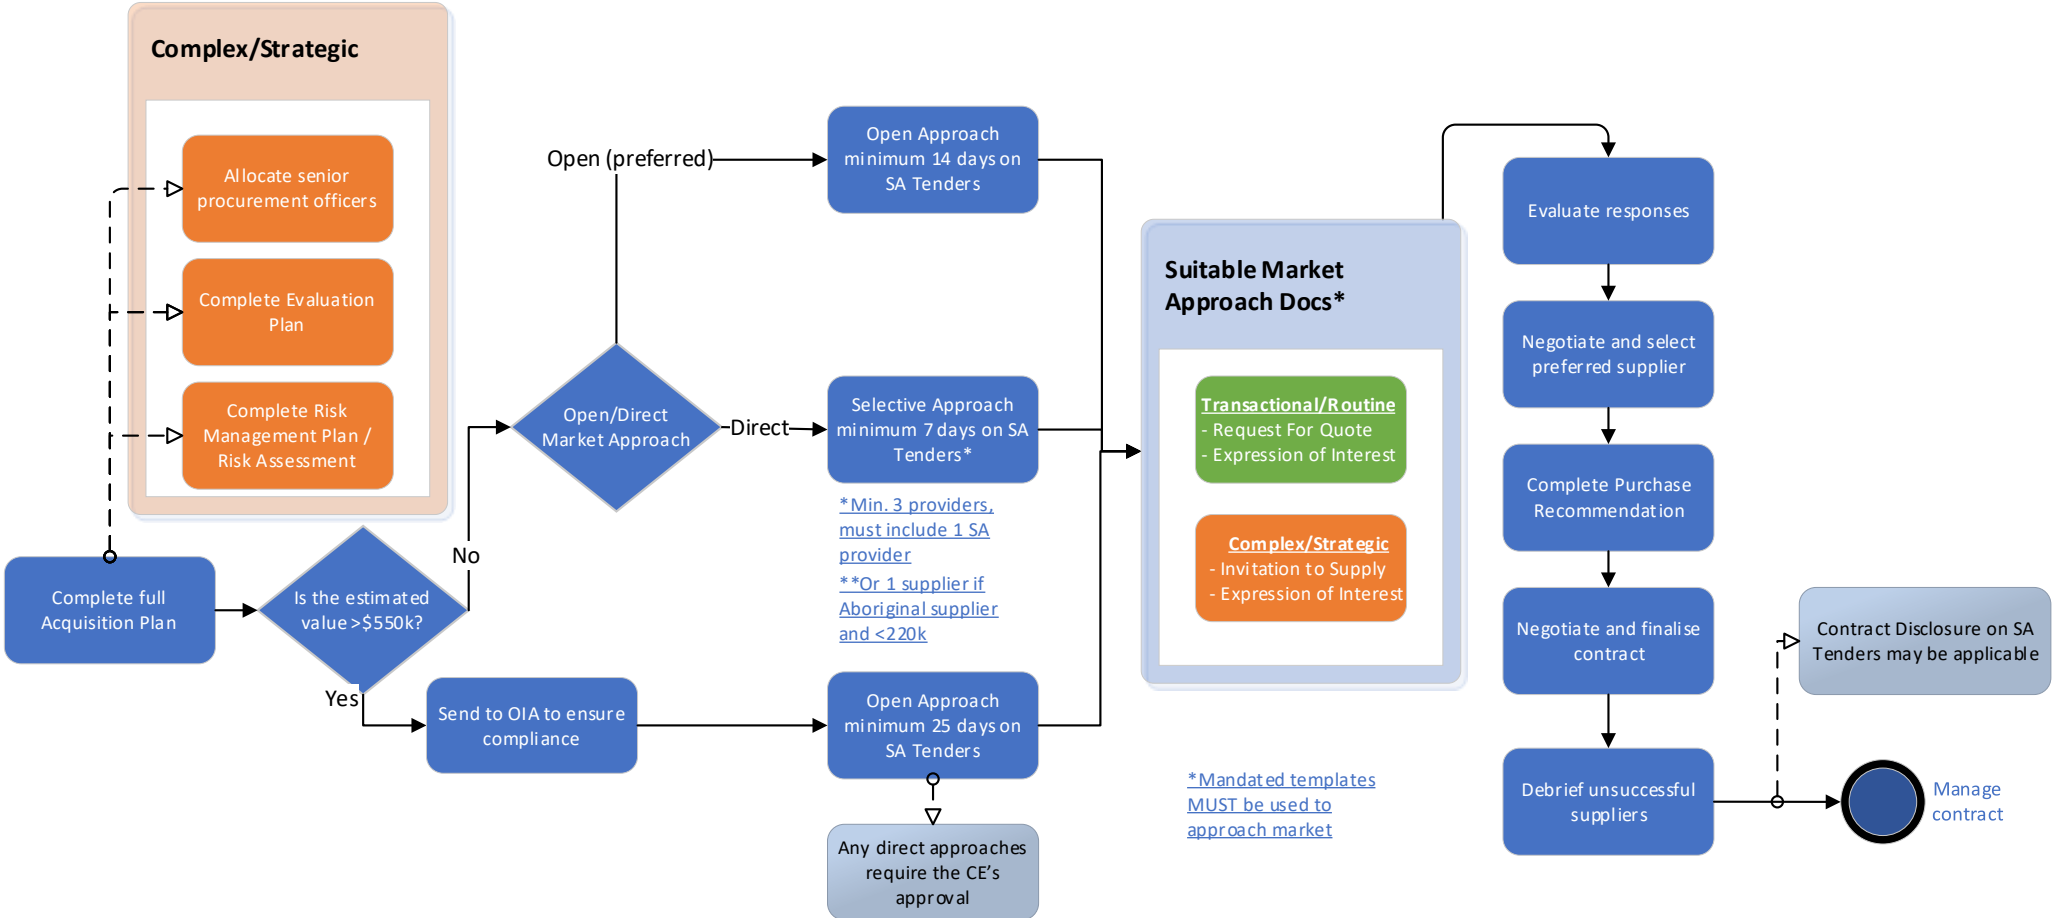 Complex/Strategic
Allocate senior
procurement officers
Complete Evaluation
Plan
Complete Risk
Management Plan /
Risk Assessment
Complete full
Acquisition Plan
Is the estimated
value >$550k?
No
Yes
Send to OIA to ensure
compliance
Open/Direct
Market Approach
Open (preferred)
Direct
Open Approach
minimum 14 days on
SA Tenders
Selective Approach
minimum 7 days on SA
Tenders*
*Min. 3 providers,
must include 1 SA
provider
**Or 1 supplier if
Aboriginal supplier
and <220k
Open Approach
minimum 25 days on
SA Tenders
Any direct approaches
require the CE's
approval
Suitable Market
Approach Docs*
Transactional/Routine
- Request For Quote
- Expression of Interest
Complex/Strategic
- Invitation to Supply
- Expression of Interest
*Mandated templates
MUST be used to
approach market
Evaluate responses
Negotiate and select
preferred supplier
Complete Purchase
Recommendation
Negotiate and finalise
contract
Debrief unsuccessful
suppliers
Contract Disclosure on SA
Tenders may be applicable
Manage
contract